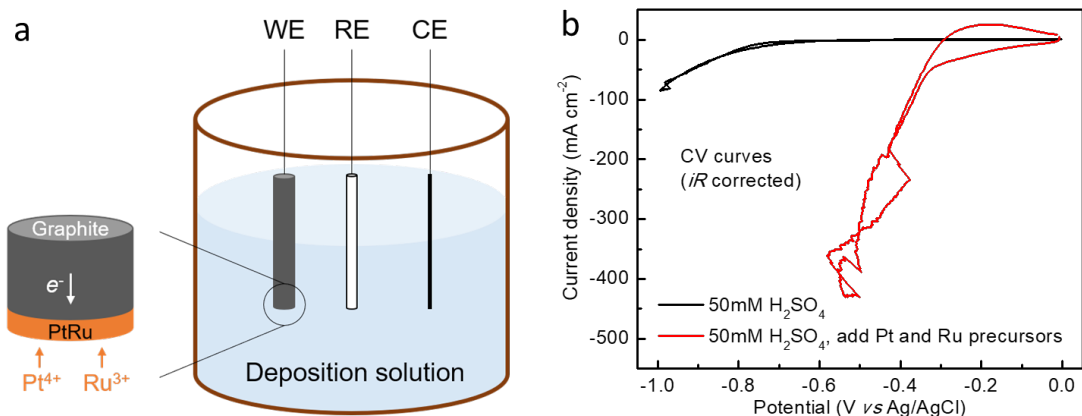 a
WE RE CE
Graphite
e⁻
PtRu
Pt⁴⁺ Ru³⁺
Deposition solution
b
0
-100
-200
-300
-400
-500
Current density (mA cm⁻²)
CV curves
(iR corrected)
50mM H₂SO₄
50mM H₂SO₄, add Pt and Ru precursors
-1.0 -0.8 -0.6 -0.4 -0.2 0.0
Potential (V vs Ag/AgCl)